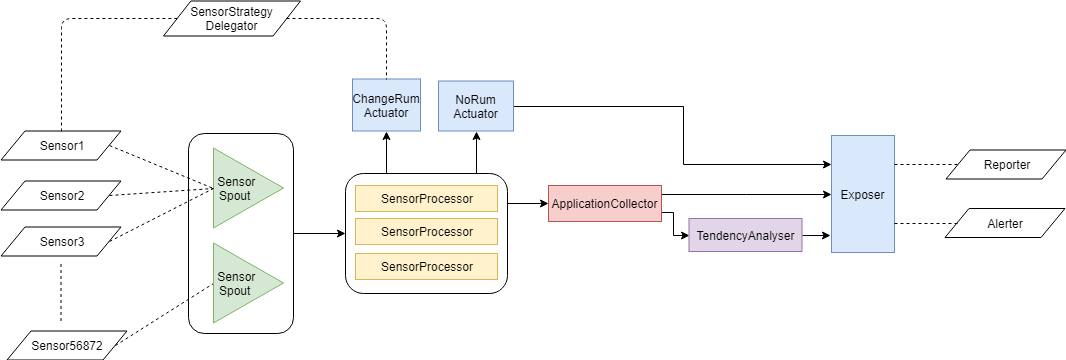 SensorStrategy
Delegator
ChangeRum
Actuator
NoRum
Actuator
Sensor1
Sensor2
Sensor3
Sensor56872
Sensor
Spout
Sensor
Spout
SensorProcessor
SensorProcessor
SensorProcessor
ApplicationCollector
TendencyAnalyser
Exposer
Reporter
Alerter